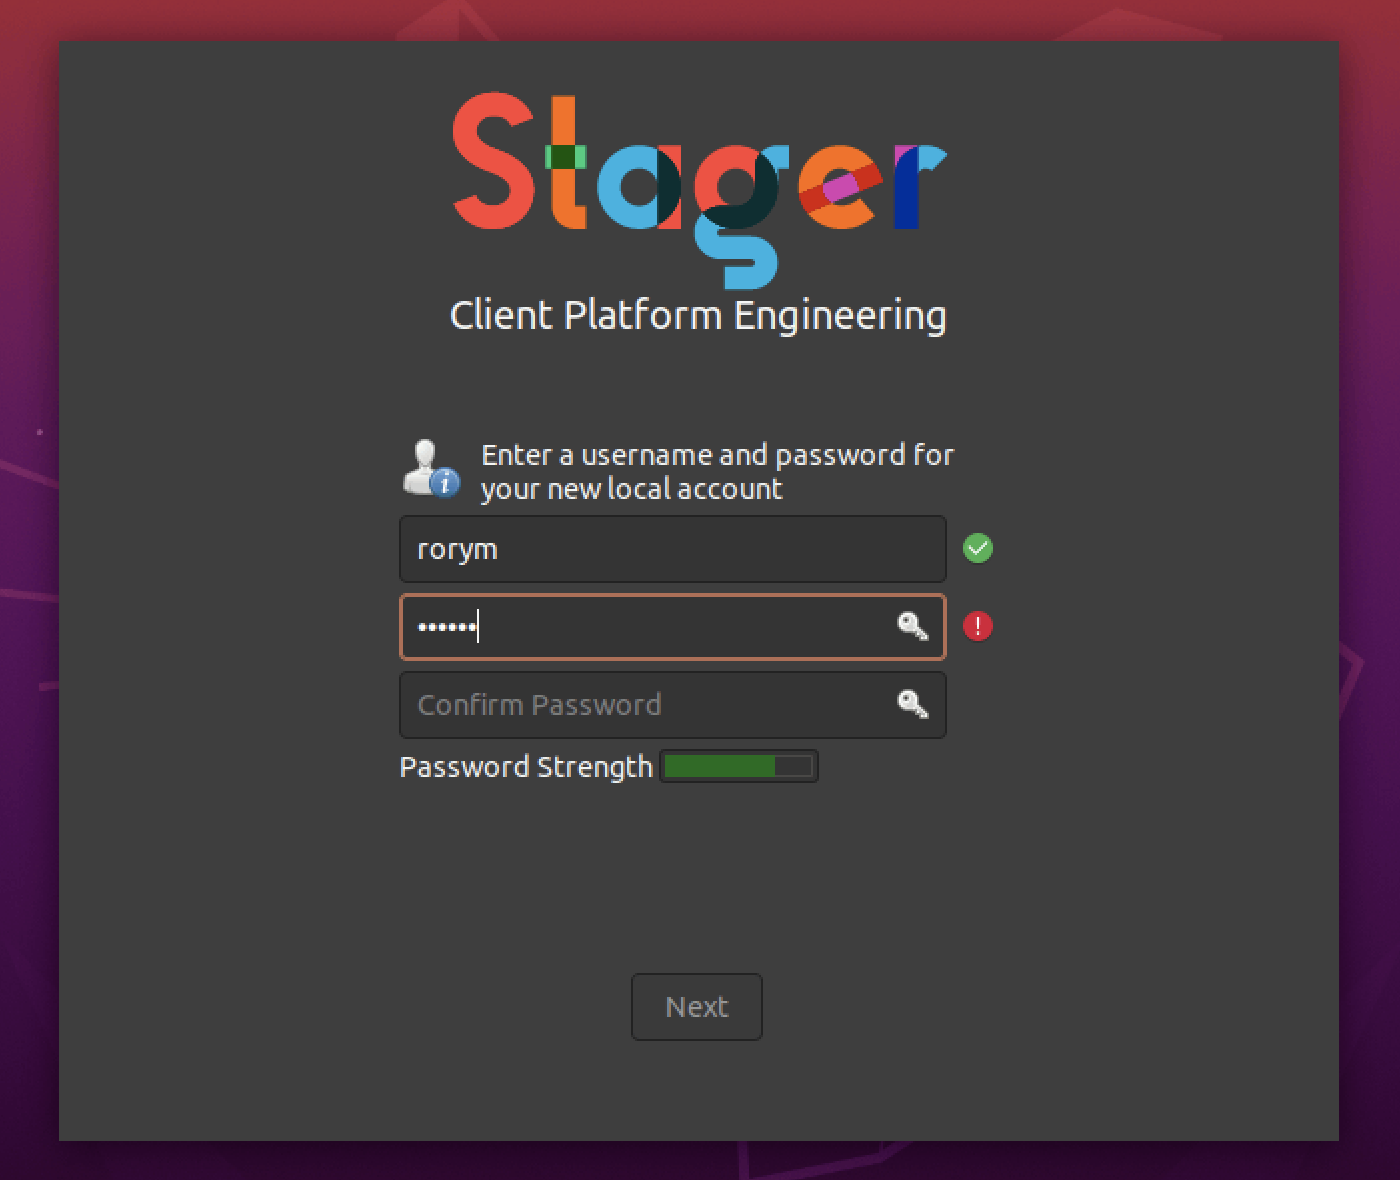 Stager
Client Platform Engineering
Enter a username and password for
your new local account
rorym
••••••
Confirm Password
Password Strength
Next